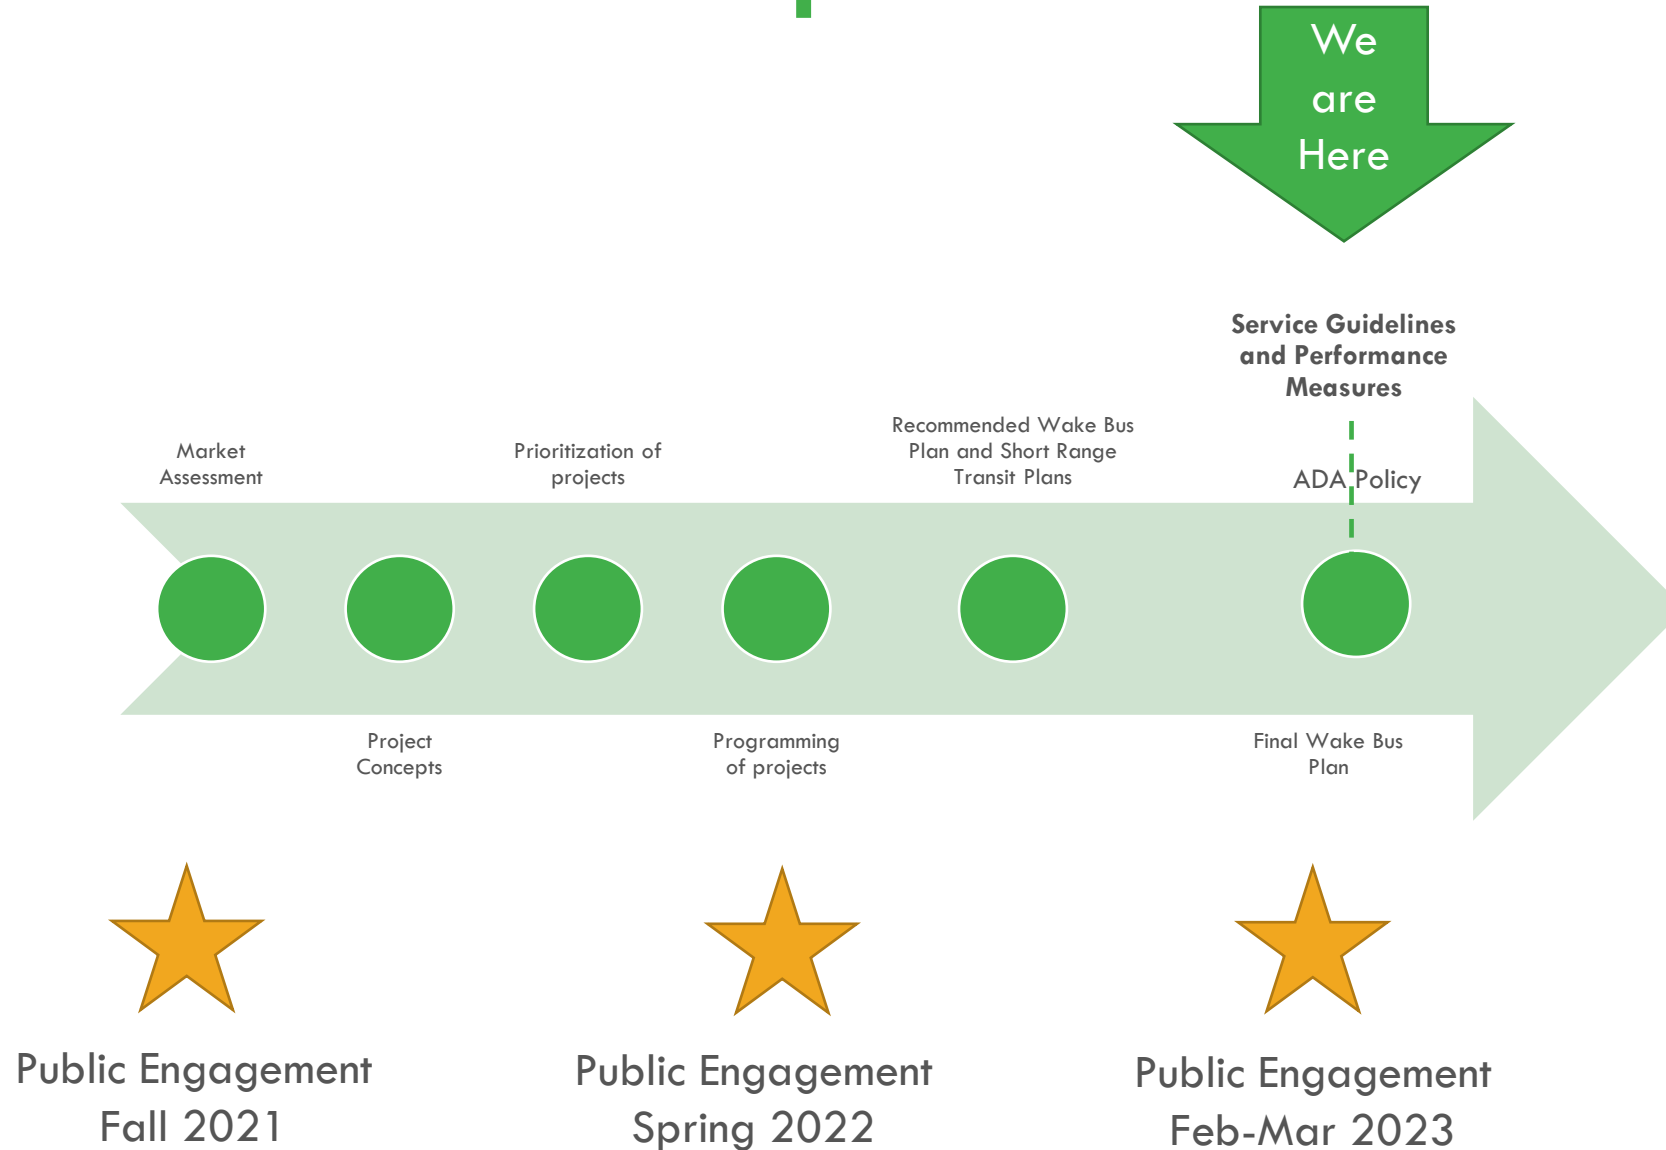 We
are
Here
Service Guidelines
and Performance
Measures
Market
Assessment
Prioritization of
projects
Recommended Wake Bus
Plan and Short Range
Transit Plans
ADA Policy
Project
Concepts
Programming
of projects
Final Wake Bus
Plan
Public Engagement
Fall 2021
Public Engagement
Spring 2022
Public Engagement
Feb-Mar 2023